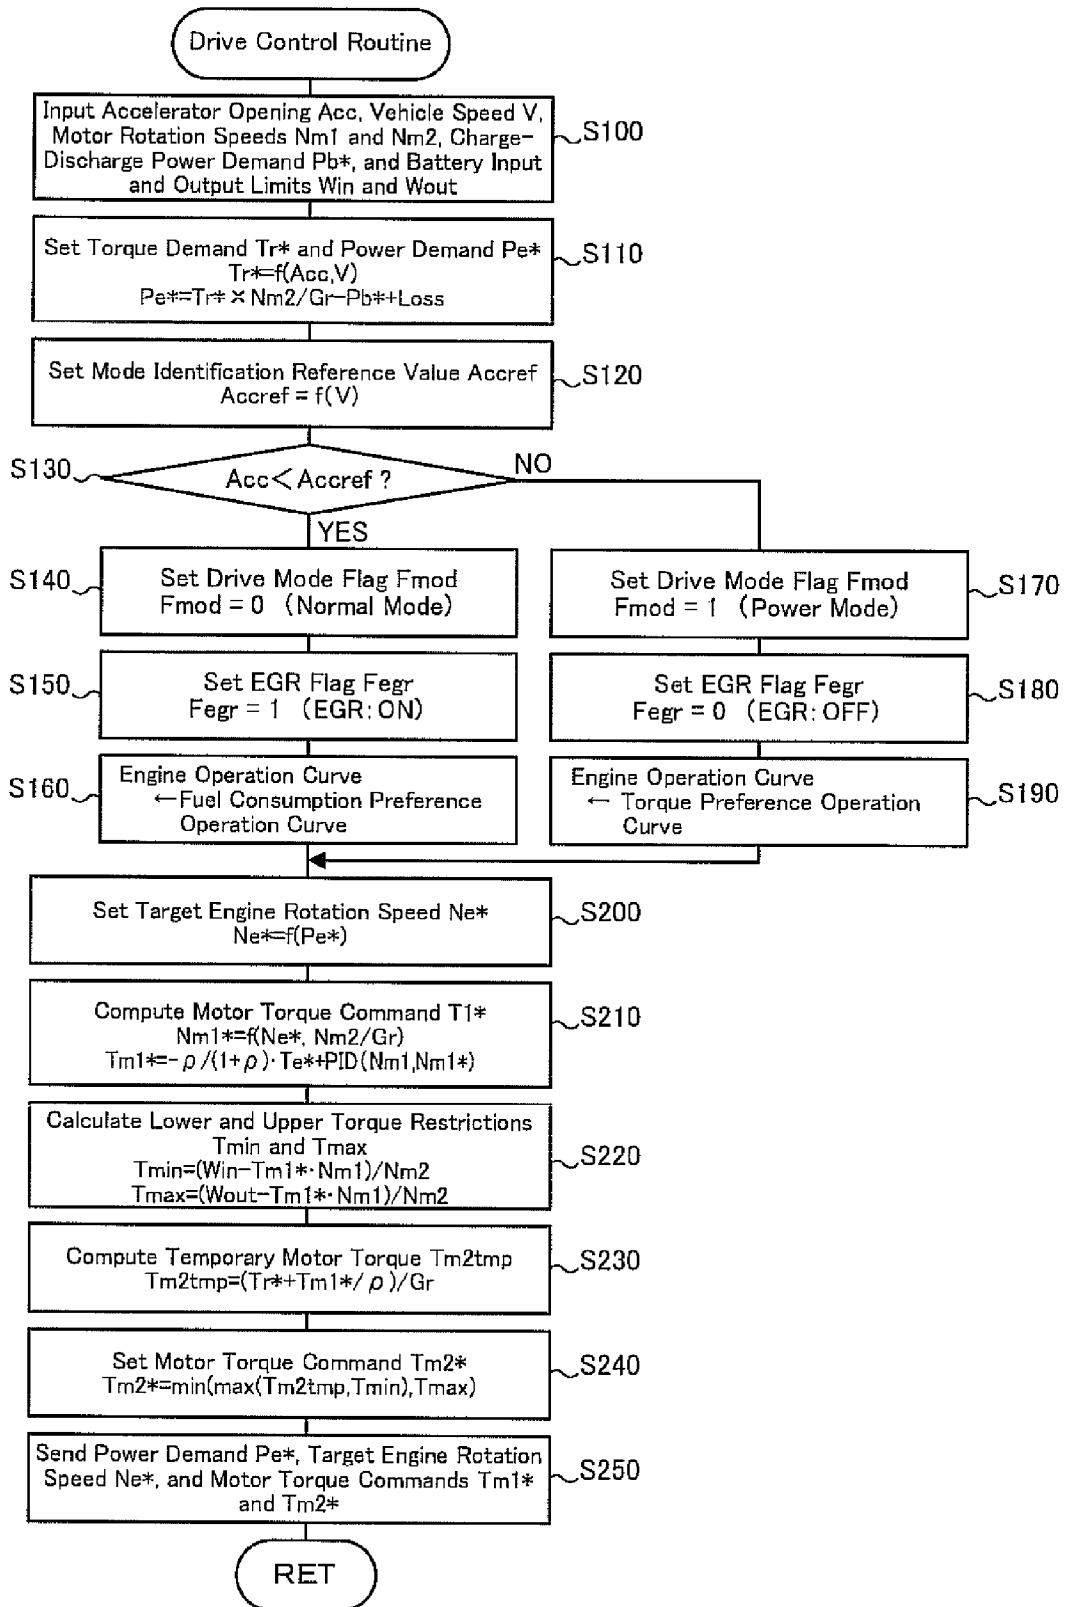 Drive Control Routine
Input Accelerator Opening Acc, Vehicle Speed V,
Motor Rotation Speeds Nm1 and Nm2, Charge-
Discharge Power Demand Pb*, and Battery Input
and Output Limits Win and Wout
S100
Set Torque Demand Tr* and Power Demand Pe*
Tr*=f(Acc,V)
Pe*=Tr*×Nm2/Gr-Pb*+Loss
S110
Set Mode Identification Reference Value Accref
Accref = f(V)
S120
S130
Acc<Accref ?
NO
YES
S140
Set Drive Mode Flag Fmod
Fmod = 0 (Normal Mode)
Set Drive Mode Flag Fmod
Fmod = 1 (Power Mode)
S170
S150
Set EGR Flag Fegr
Fegr = 1 (EGR: ON)
Set EGR Flag Fegr
Fegr = 0 (EGR: OFF)
S180
S160
Engine Operation Curve
←Fuel Consumption Preference
Operation Curve
Engine Operation Curve
← Torque Preference Operation
Curve
S190
Set Target Engine Rotation Speed Ne*
Ne*=f(Pe*)
S200
Compute Motor Torque Command T1*
Nm1*=f(Ne*, Nm2/Gr)
Tm1*=-ρ/(1+ρ)·Te*+PID(Nm1,Nm1*)
S210
Calculate Lower and Upper Torque Restrictions
Tmin and Tmax
Tmin=(Win-Tm1*·Nm1)/Nm2
Tmax=(Wout-Tm1*·Nm1)/Nm2
S220
Compute Temporary Motor Torque Tm2tmp
Tm2tmp=(Tr*+Tm1*/ρ)/Gr
S230
Set Motor Torque Command Tm2*
Tm2*=min(max(Tm2tmp,Tmin),Tmax)
S240
Send Power Demand Pe*, Target Engine Rotation
Speed Ne*, and Motor Torque Commands Tm1*
and Tm2*
S250
RET